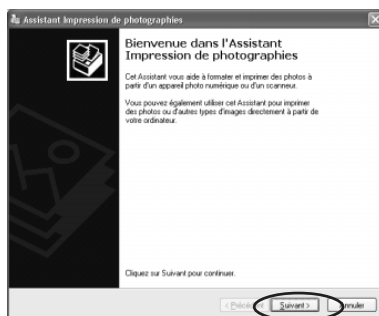 Assistant Impression de photographies
Bienvenue dans l'Assistant
Impression de photographies
Cet Assistant vous aide à formater et imprimer des photos à
partir d'un appareil photo numérique ou d'un scanneur.
Vous pouvez également utiliser cet Assistant pour imprimer
des photos ou d'autres types d'images directement à partir de
votre ordinateur.
Cliquez sur Suivant pour continuer.
< Précédent Suivant > Annuler